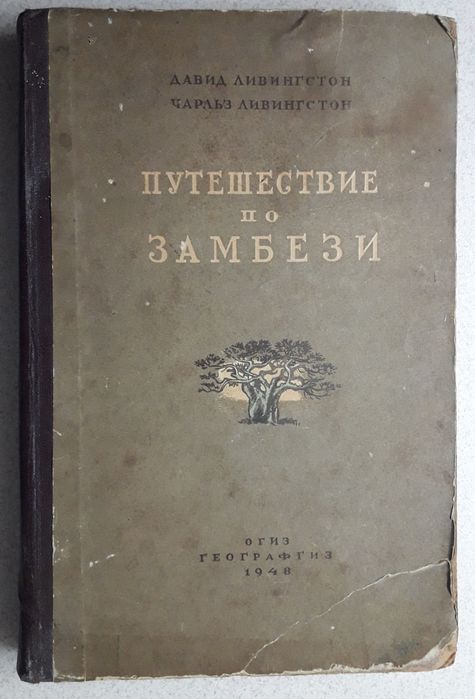 ДАВИД ЛИВИНГСТОН
ЧАРЛЬЗ ЛИВИНГСТОН
ПУТЕШЕСТВИЕ
ПО
ЗАМБЕЗИ
ОГИЗ
ГЕОГРАФГИЗ
1948